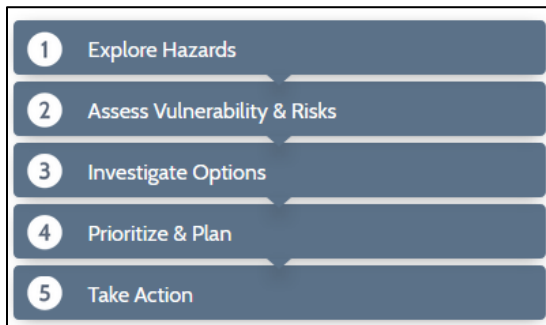 1 Explore Hazards
2 Assess Vulnerability & Risks
3 Investigate Options
4 Prioritize & Plan
5 Take Action